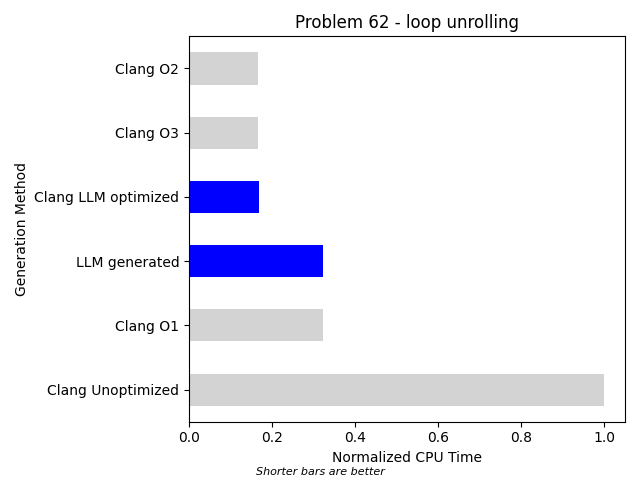 Problem 62 - loop unrolling
Generation Method
Clang O2
Clang O3
Clang LLM optimized
LLM generated
Clang O1
Clang Unoptimized
0.0 0.2 0.4 0.6 0.8 1.0
Normalized CPU Time
Shorter bars are better